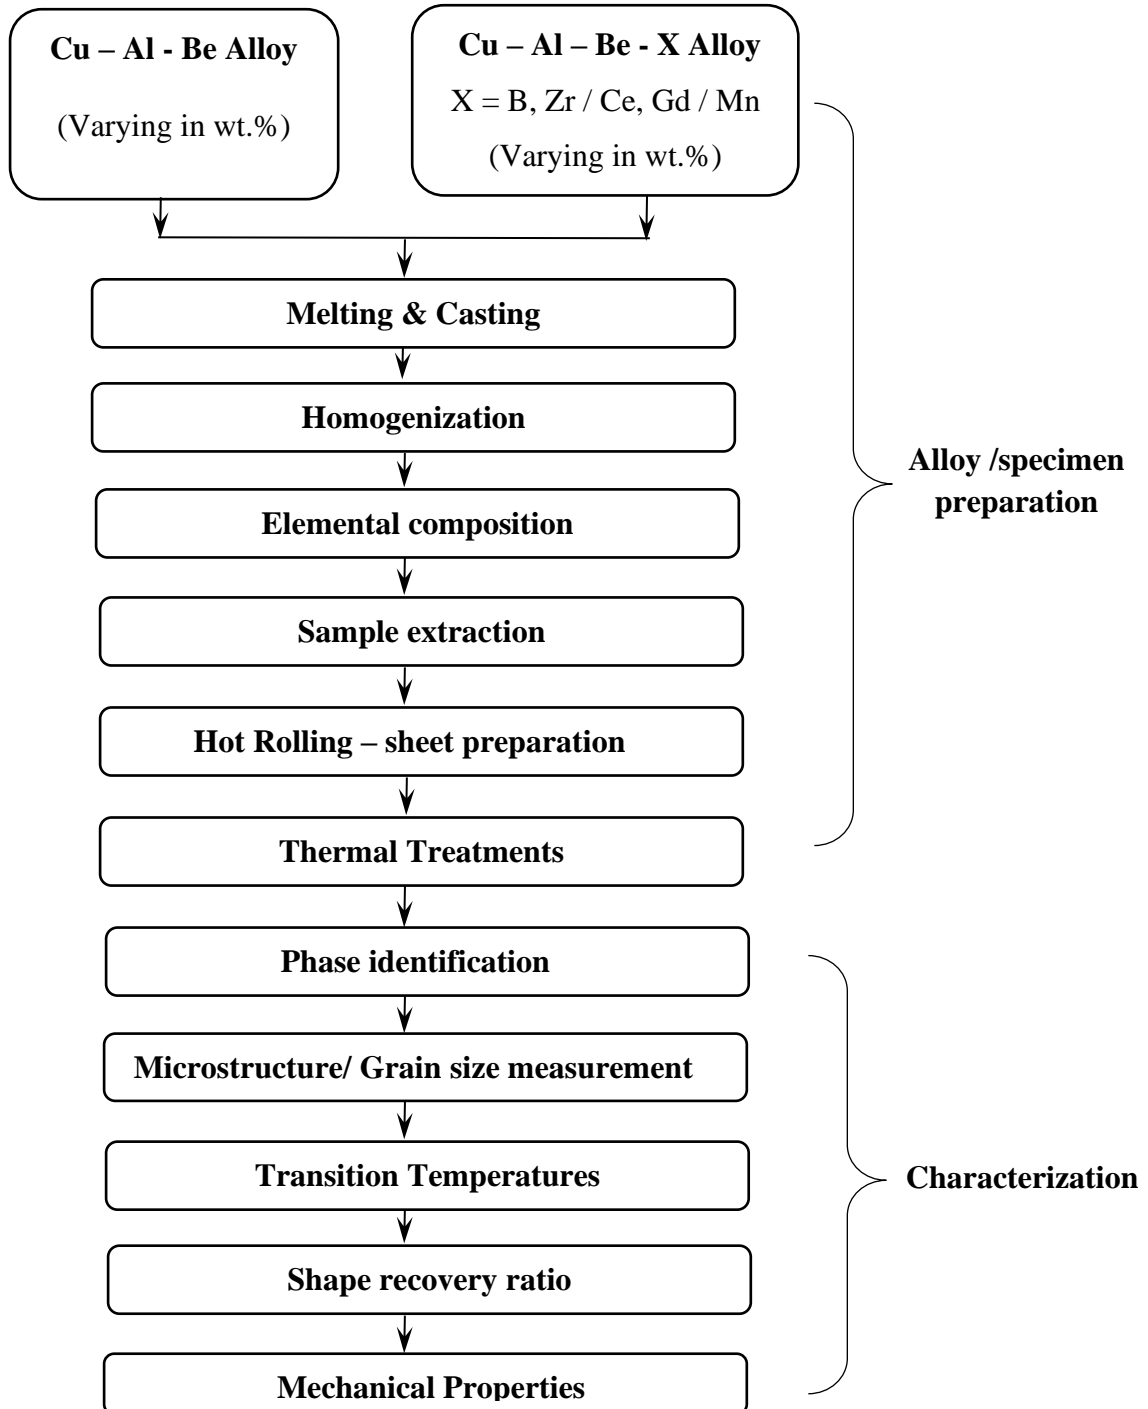 Cu – Al - Be Alloy
(Varying in wt.%)
Cu – Al – Be - X Alloy
X = B, Zr / Ce, Gd / Mn
(Varying in wt.%)
Melting & Casting
Homogenization
Elemental composition
Sample extraction
Hot Rolling – sheet preparation
Thermal Treatments
Alloy /specimen
preparation
Phase identification
Microstructure/ Grain size measurement
Transition Temperatures
Shape recovery ratio
Mechanical Properties
Characterization